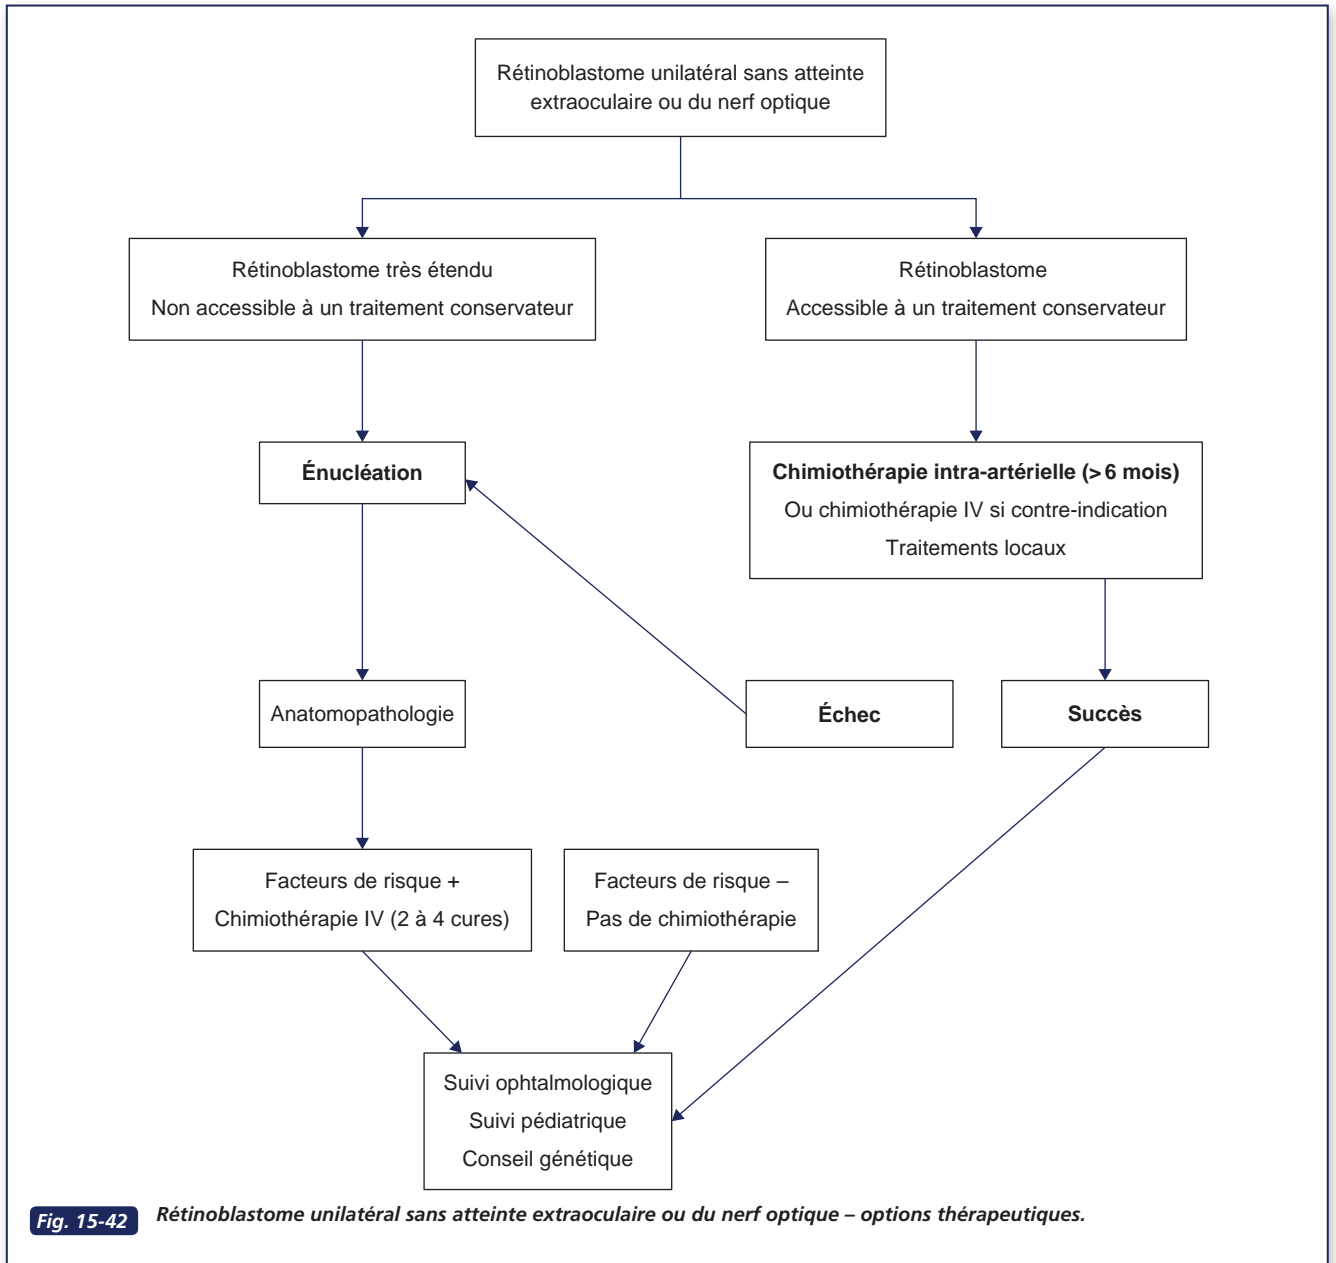 Rétinoblastome unilatéral sans atteinte
extraoculaire ou du nerf optique
Rétinoblastome très étendu
Non accessible à un traitement conservateur
Rétinoblastome
Accessible à un traitement conservateur
Énucléation
Chimiothérapie intra-artérielle (> 6 mois)
Ou chimiothérapie IV si contre-indication
Traitements locaux
Anatomopathologie
Échec
Succès
Facteurs de risque +
Chimiothérapie IV (2 à 4 cures)
Facteurs de risque –
Pas de chimiothérapie
Suivi ophtalmologique
Suivi pédiatrique
Conseil génétique
Fig. 15-42 Rétinoblastome unilatéral sans atteinte extraoculaire ou du nerf optique – options thérapeutiques.